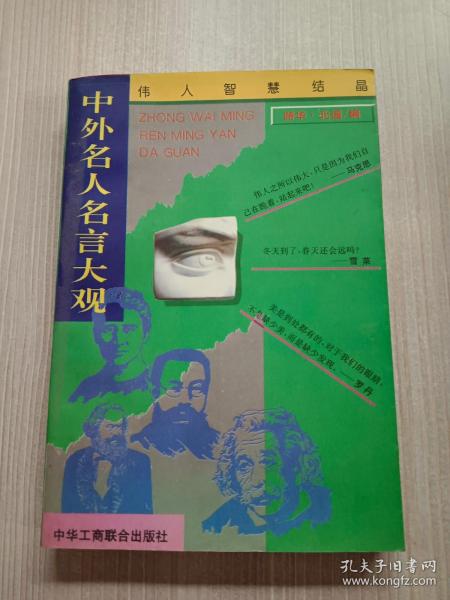 伟人智慧结晶
中外名人名言大观
ZHONG WAI MING
REN MING YAN
DA GUAN
北海 编
伟人之所以伟大,只是因为我们自
己在跪着,站起来吧!
——马克思
冬天到了,春天还会远吗?
——雪莱
美是到处都有的,对于我们的眼睛,
不是缺少美,而是缺少发现。——罗丹
中华工商联合出版社
孔夫子旧书网
www.kongfz.com